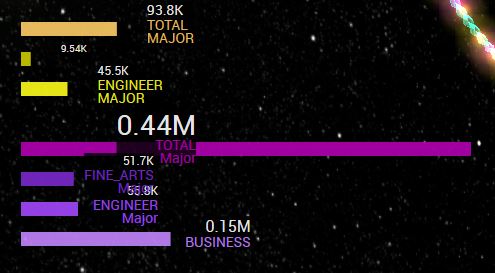 93.8K
TOTAL
MAJOR
9.54K
45.5K
ENGINEER
MAJOR
0.44M
TOTAL
Major
51.7K
FINE_ARTS
Major
55.8K
ENGINEER
Major
0.15M
BUSINESS